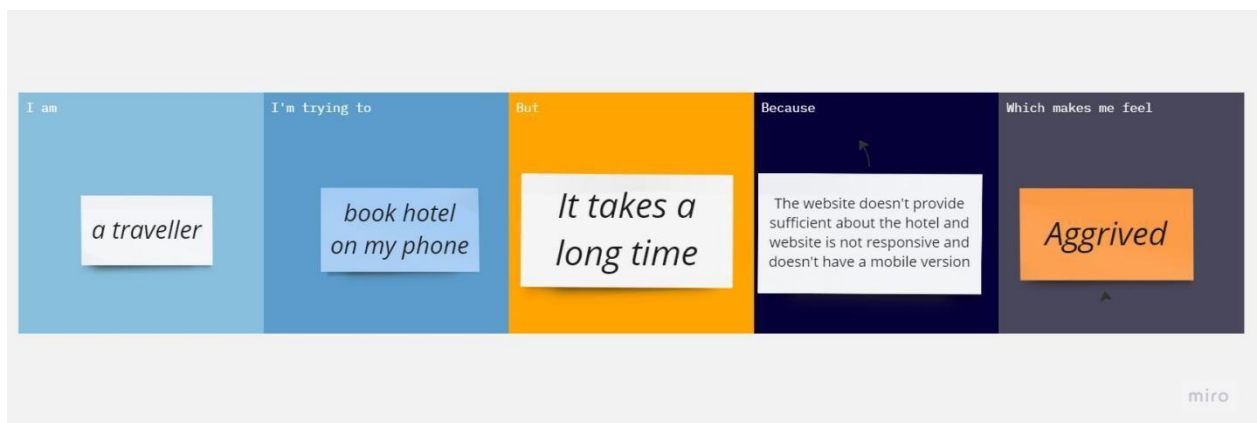 I am
a traveller
I'm trying to
book hotel
on my phone
But
It takes a
long time
Because
The website doesn't provide
sufficient about the hotel and
website is not responsive and
doesn't have a mobile version
Which makes me feel
Aggrived
miro